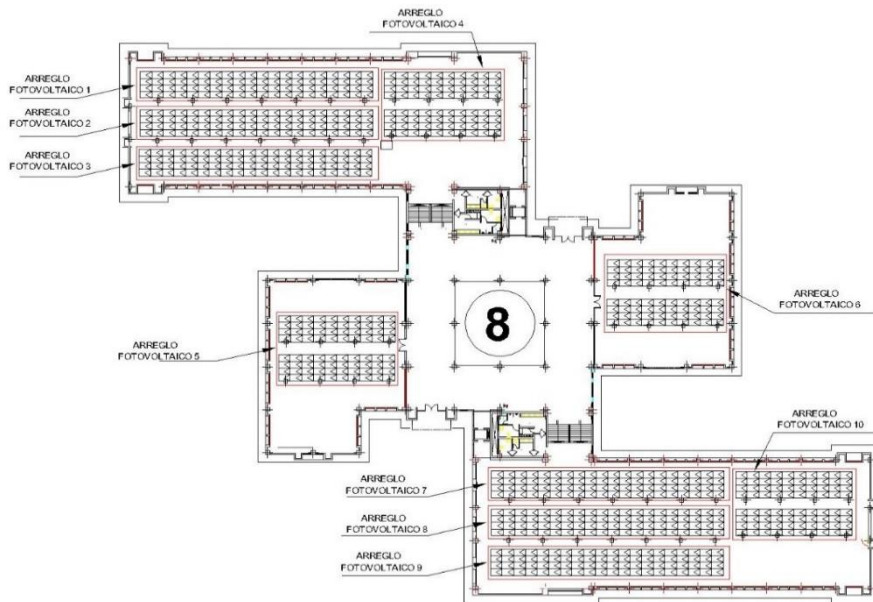 ARREGLO
FOTOVOLTAICO 4
ARREGLO
FOTOVOLTAICO 1
ARREGLO
FOTOVOLTAICO 2
ARREGLO
FOTOVOLTAICO 3
ARREGLO
FOTOVOLTAICO 6
8
ARREGLO
FOTOVOLTAICO 5
ARREGLO
FOTOVOLTAICO 10
ARREGLO
FOTOVOLTAICO 7
ARREGLO
FOTOVOLTAICO 8
ARREGLO
FOTOVOLTAICO 9